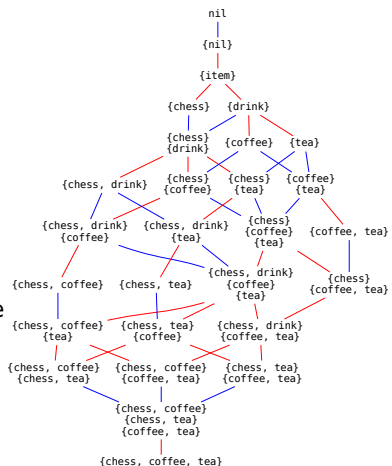 nil
{nil}
{item}
{chess} {drink}
{chess} {coffee} {tea}
{drink}
{chess, drink} {chess} {chess} {coffee}
{coffee} {tea} {tea}
{chess, drink} {chess, drink} {chess} {coffee, tea}
{coffee} {tea} {coffee}
{tea}
{chess, coffee} {chess, tea} {chess, drink} {chess}
{coffee} {coffee, tea}
{tea}
e
{chess, coffee} {chess, tea} {chess, drink}
{tea} {coffee} {coffee, tea}
{chess, coffee} {chess, coffee} {chess, tea}
{chess, tea} {coffee, tea} {coffee, tea}
{chess, coffee}
{chess, tea}
{coffee, tea}
{chess, coffee, tea}